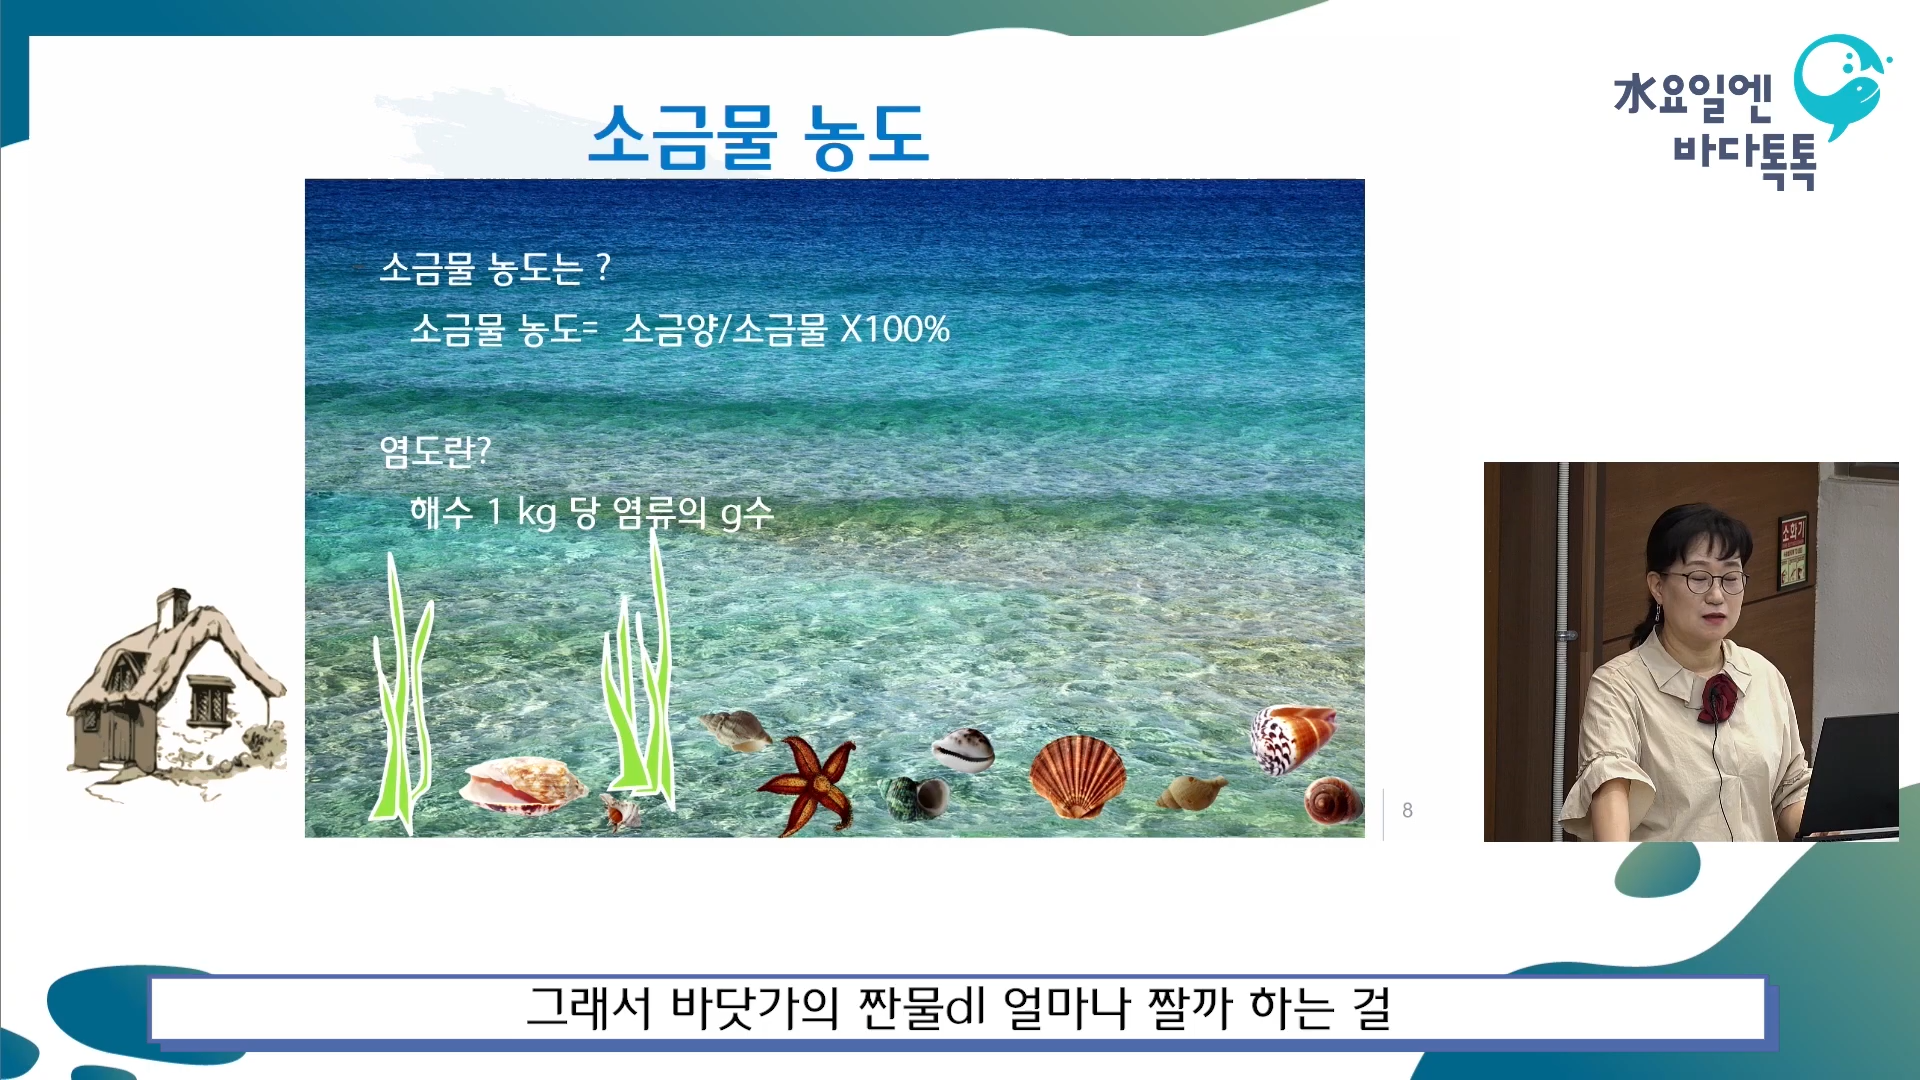 水요일엔
바다톡톡
소금물 농도
소금물 농도는 ?
소금물 농도= 소금양/소금물 X100%
염도란?
해수 1 kg 당 염류의 g수
8
소화기
그래서 바닷가의 짠물dl 얼마나 짤까 하는 걸